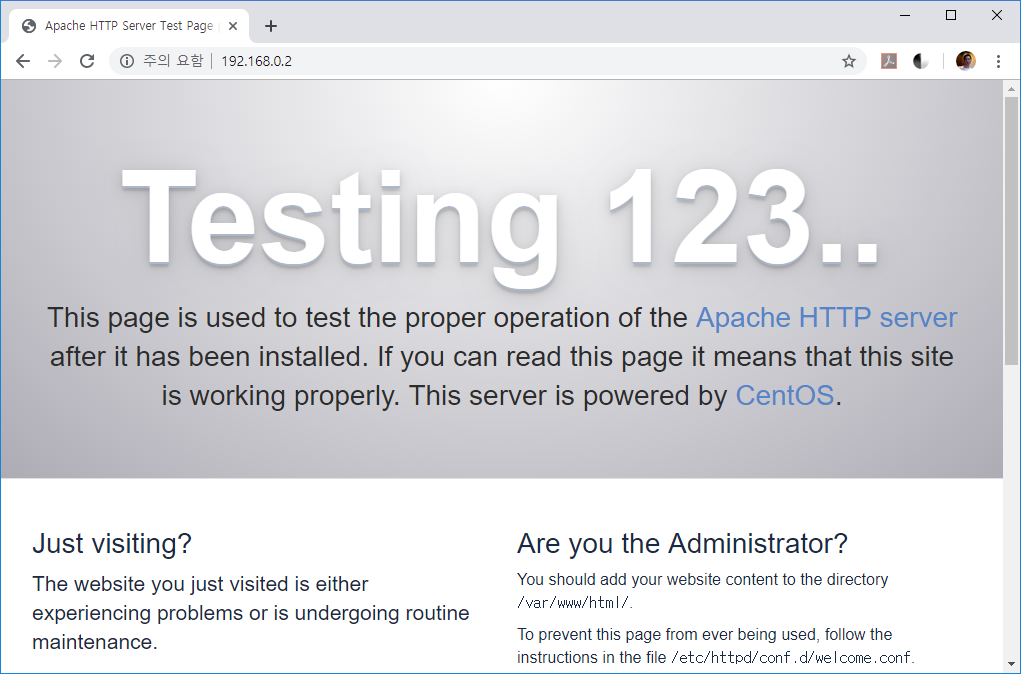 Apache HTTP Server Test Page
주의 요함 192.168.0.2
Testing 123..
This page is used to test the proper operation of the Apache HTTP server
after it has been installed. If you can read this page it means that this site
is working properly. This server is powered by CentOS.
Just visiting?
The website you just visited is either
experiencing problems or is undergoing routine
maintenance.
Are you the Administrator?
You should add your website content to the directory
/var/www/html/.
To prevent this page from ever being used, follow the
instructions in the file /etc/httpd/conf.d/welcome.conf.